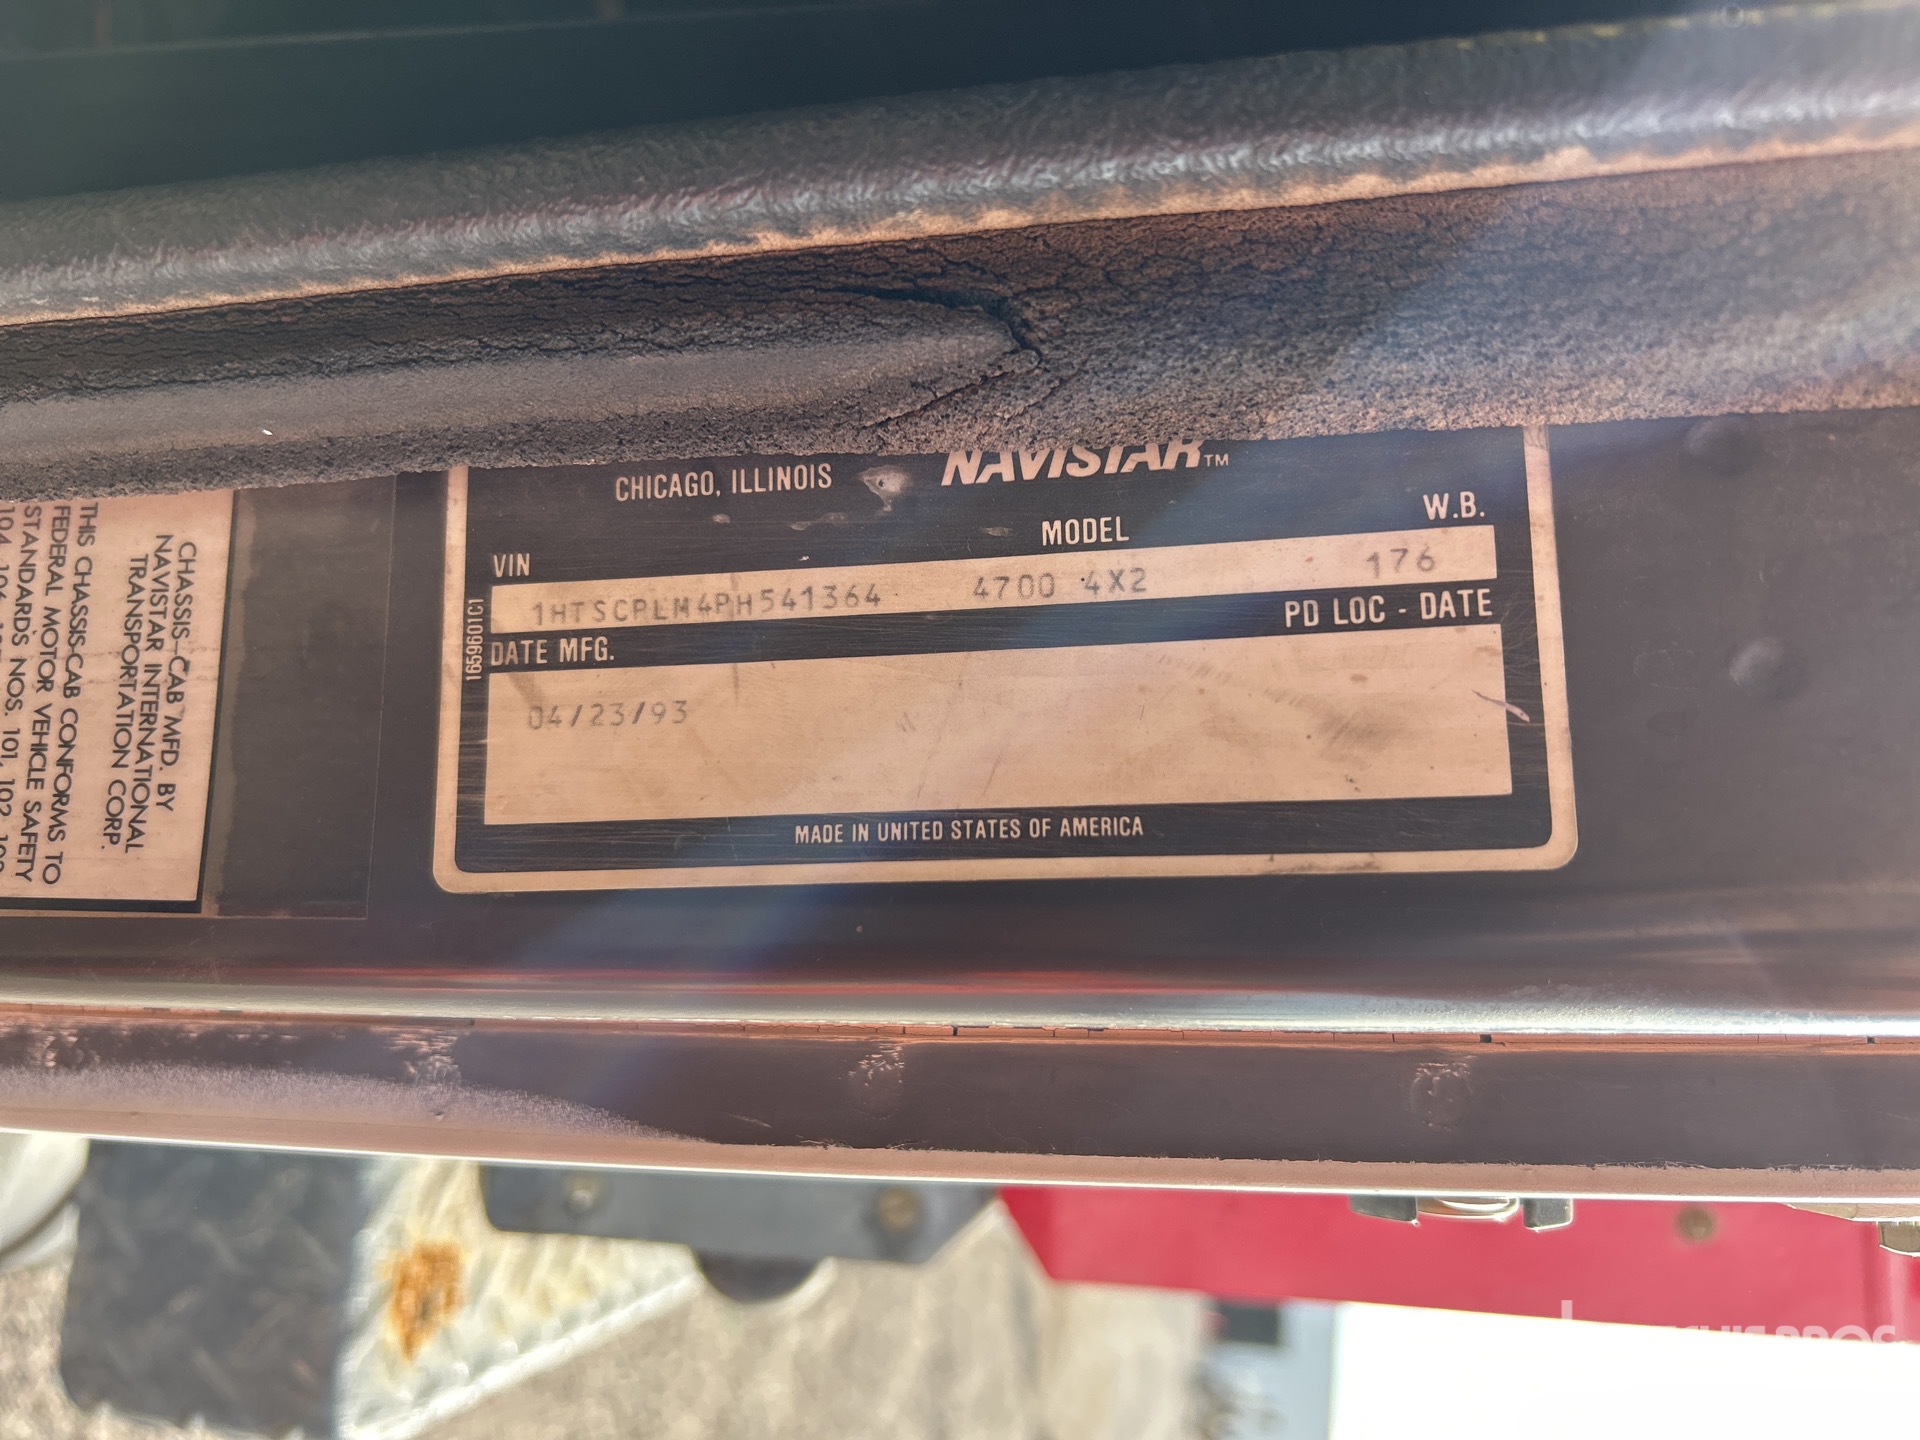 CHICAGO, ILLINOIS NAVISTAR™
VIN MODEL W.B.
1HTSCPLM4PH541364 4700 4X2 176
DATE MFG. PD LOC - DATE
04/23/93
1659601C1
MADE IN UNITED STATES OF AMERICA
CHASSIS-CAB MFD. BY
NAVISTAR INTERNATIONAL
TRANSPORTATION CORP.
THIS CHASSIS-CAB CONFORMS TO
FEDERAL MOTOR VEHICLE SAFETY
STANDARDS NOS. 101, 102